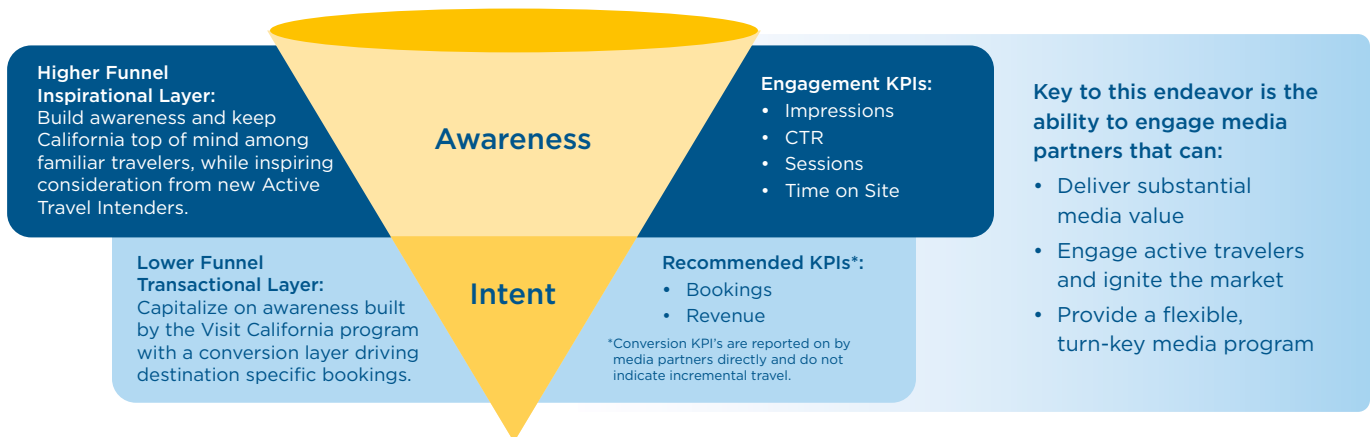 Higher Funnel
Inspirational Layer:
Build awareness and keep
California top of mind among
familiar travelers, while inspiring
consideration from new Active
Travel Intenders.
Awareness
Engagement KPIs:
• Impressions
• CTR
• Sessions
• Time on Site
Lower Funnel
Transactional Layer:
Capitalize on awareness built
by the Visit California program
with a conversion layer driving
destination specific bookings.
Intent
Recommended KPIs*:
• Bookings
• Revenue
*Conversion KPI's are reported on by
media partners directly and do not
indicate incremental travel.
Key to this endeavor is the
ability to engage media
partners that can:
• Deliver substantial
media value
• Engage active travelers
and ignite the market
• Provide a flexible,
turn-key media program